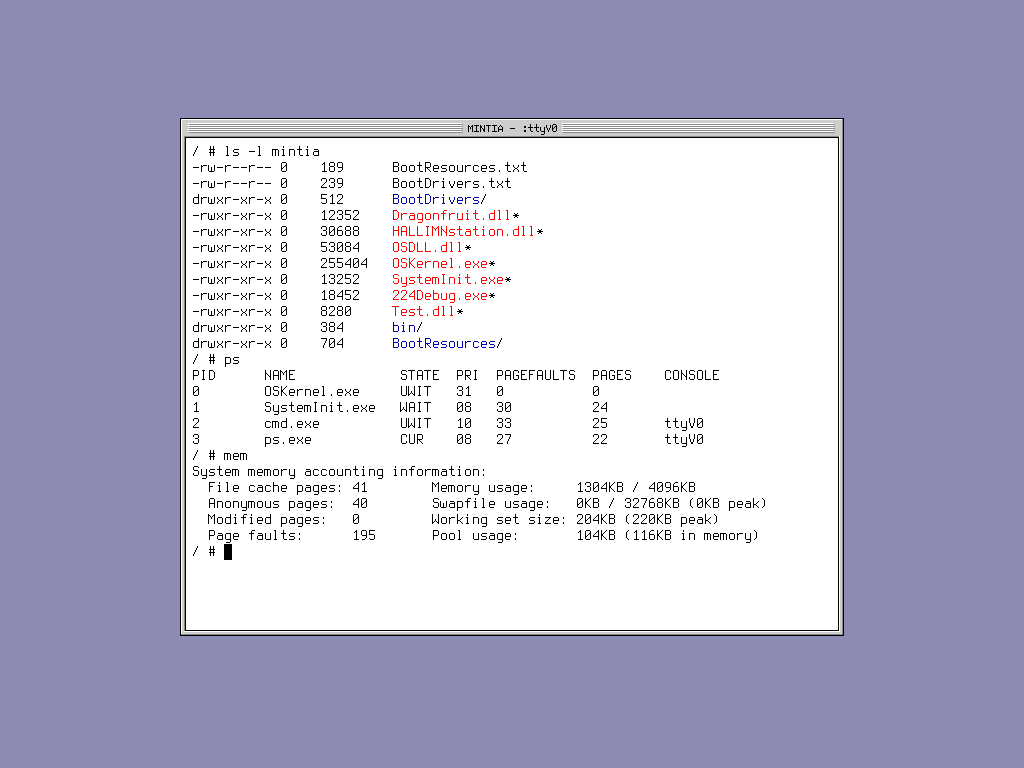 MINTIA - :ttyV0
/ # ls -l mintia
-rw-r--r-- 0    189      BootResources.txt
-rw-r--r-- 0    239      BootDrivers.txt
drwxr-xr-x 0    512      BootDrivers/
-rwxr-xr-x 0    12352    Dragonfruit.dll*
-rwxr-xr-x 0    30688    HALLIMNstation.dll*
-rwxr-xr-x 0    53084    OSDLL.dll*
-rwxr-xr-x 0    255404   OSKernel.exe*
-rwxr-xr-x 0    13252    SystemInit.exe*
-rwxr-xr-x 0    18452    224Debug.exe*
-rwxr-xr-x 0    8280     Test.dll*
drwxr-xr-x 0    384      bin/
drwxr-xr-x 0    704      BootResources/
/ # ps
PID      NAME             STATE  PRI  PAGEFAULTS  PAGES    CONSOLE
0        OSKernel.exe     UWIT   31   0           0
1        SystemInit.exe   WAIT   08   30          24
2        cmd.exe          UWIT   10   33          25       ttyV0
3        ps.exe           CUR    08   27          22       ttyV0
/ # mem
System memory accounting information:
  File cache pages: 41        Memory usage:     1304KB / 4096KB
  Anonymous pages:  40        Swapfile usage:   0KB / 32768KB (0KB peak)
  Modified pages:   0         Working set size: 204KB (220KB peak)
  Page faults:      195       Pool usage:       104KB (116KB in memory)
/ #